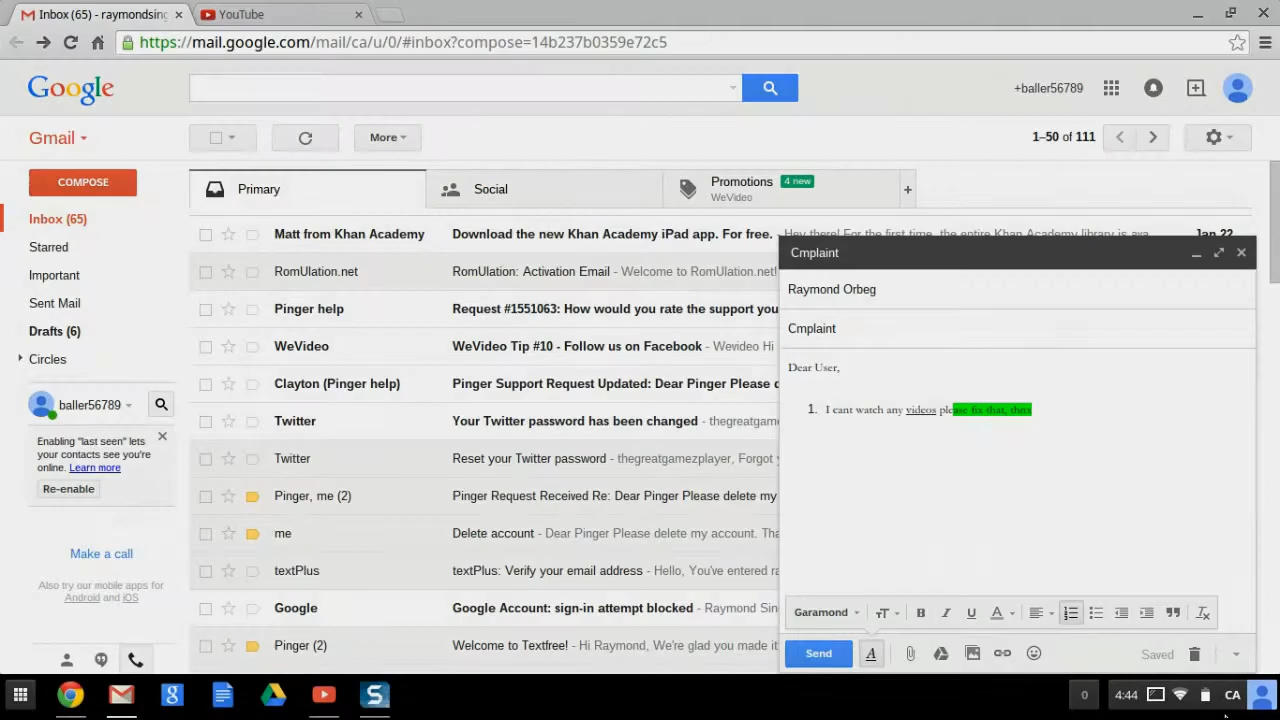 Inbox (65) - raymondsing
YouTube
https://mail.google.com/mail/ca/u/0/#inbox?compose=14b237b0359e72c5
Google
+baller56789
Gmail
More
1–50 of 111
COMPOSE
Primary
Social
Promotions
4 new
WeVideo
+
Inbox (65)
Starred
Important
Sent Mail
Drafts (6)
Circles
baller56789
Enabling "last seen" lets
your contacts see you're
online. Learn more
Re-enable
Make a call
Also try our mobile apps for
Android and iOS
Matt from Khan Academy Download the new Khan Academy iPad app. For free. - Hey there! For the first time, the entire Khan Academy library is ava Jan 22
RomUlation.net RomUlation: Activation Email - Welcome to RomUlation.net!
Pinger help Request #1551063: How would you rate the support you
WeVideo WeVideo Tip #10 - Follow us on Facebook - Wevideo Hi
Clayton (Pinger help) Pinger Support Request Updated: Dear Pinger Please d
Twitter Your Twitter password has been changed - thegreatgamez
Twitter Reset your Twitter password - thegreatgamezplayer, Forgot y
Pinger, me (2) Pinger Request Received Re: Dear Pinger Please delete my
me Delete account - Dear Pinger Please delete my account. Tha
textPlus textPlus: Verify your email address - Hello, You've entered ra
Google Google Account: sign-in attempt blocked - Raymond Sin
Pinger (2) Welcome to Textfree! - Hi Raymond, We're glad you made it
Cmplaint
Raymond Orbeg
Cmplaint
Dear User,
1. I cant watch any videos please fix that, thnx
Garamond
Send
Saved
0
4:44
CA